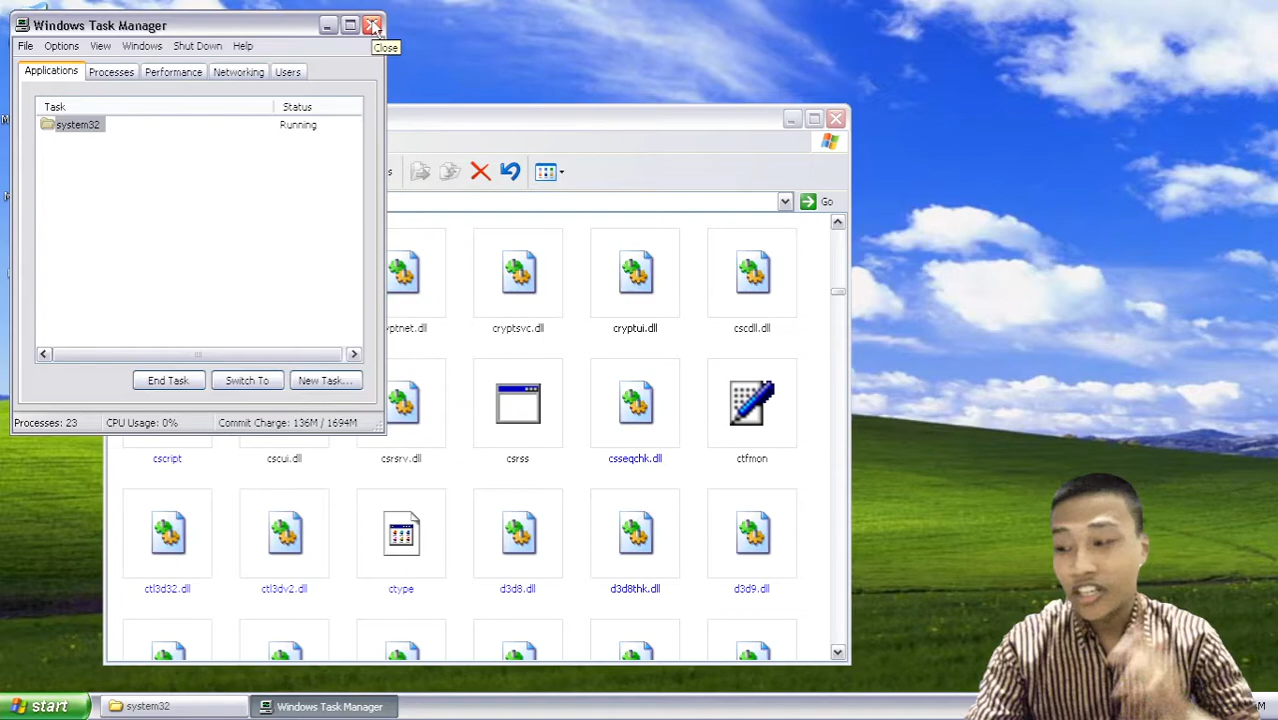 Windows Task Manager
Close
File Options View Windows Shut Down Help
Applications Processes Performance Networking Users
Task Status
system32 Running
End Task Switch To New Task...
Processes: 23 CPU Usage: 0% Commit Charge: 136M / 1694M
Go
cryptsvc.dll cryptui.dll cscdll.dll
cscript cscui.dll csrsrv.dll csrss csseqchk.dll ctfmon
ctl3d32.dll ctl3dv2.dll ctype d3d8.dll d3d8thk.dll d3d9.dll
start system32 Windows Task Manager